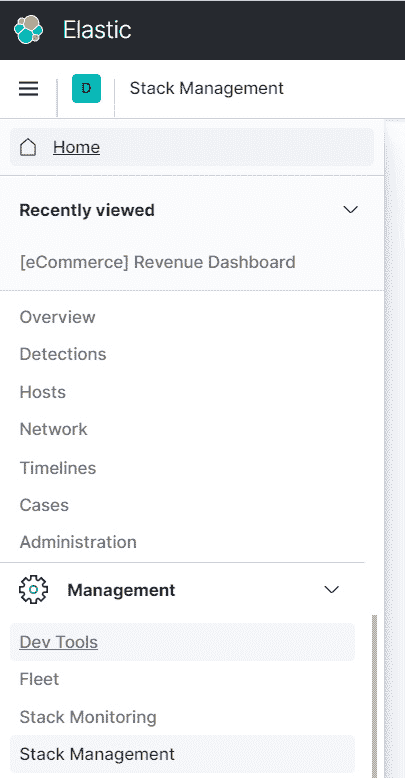 Elastic
D
Stack Management
Home
Recently viewed
[eCommerce] Revenue Dashboard
Overview
Detections
Hosts
Network
Timelines
Cases
Administration
Management
Dev Tools
Fleet
Stack Monitoring
Stack Management